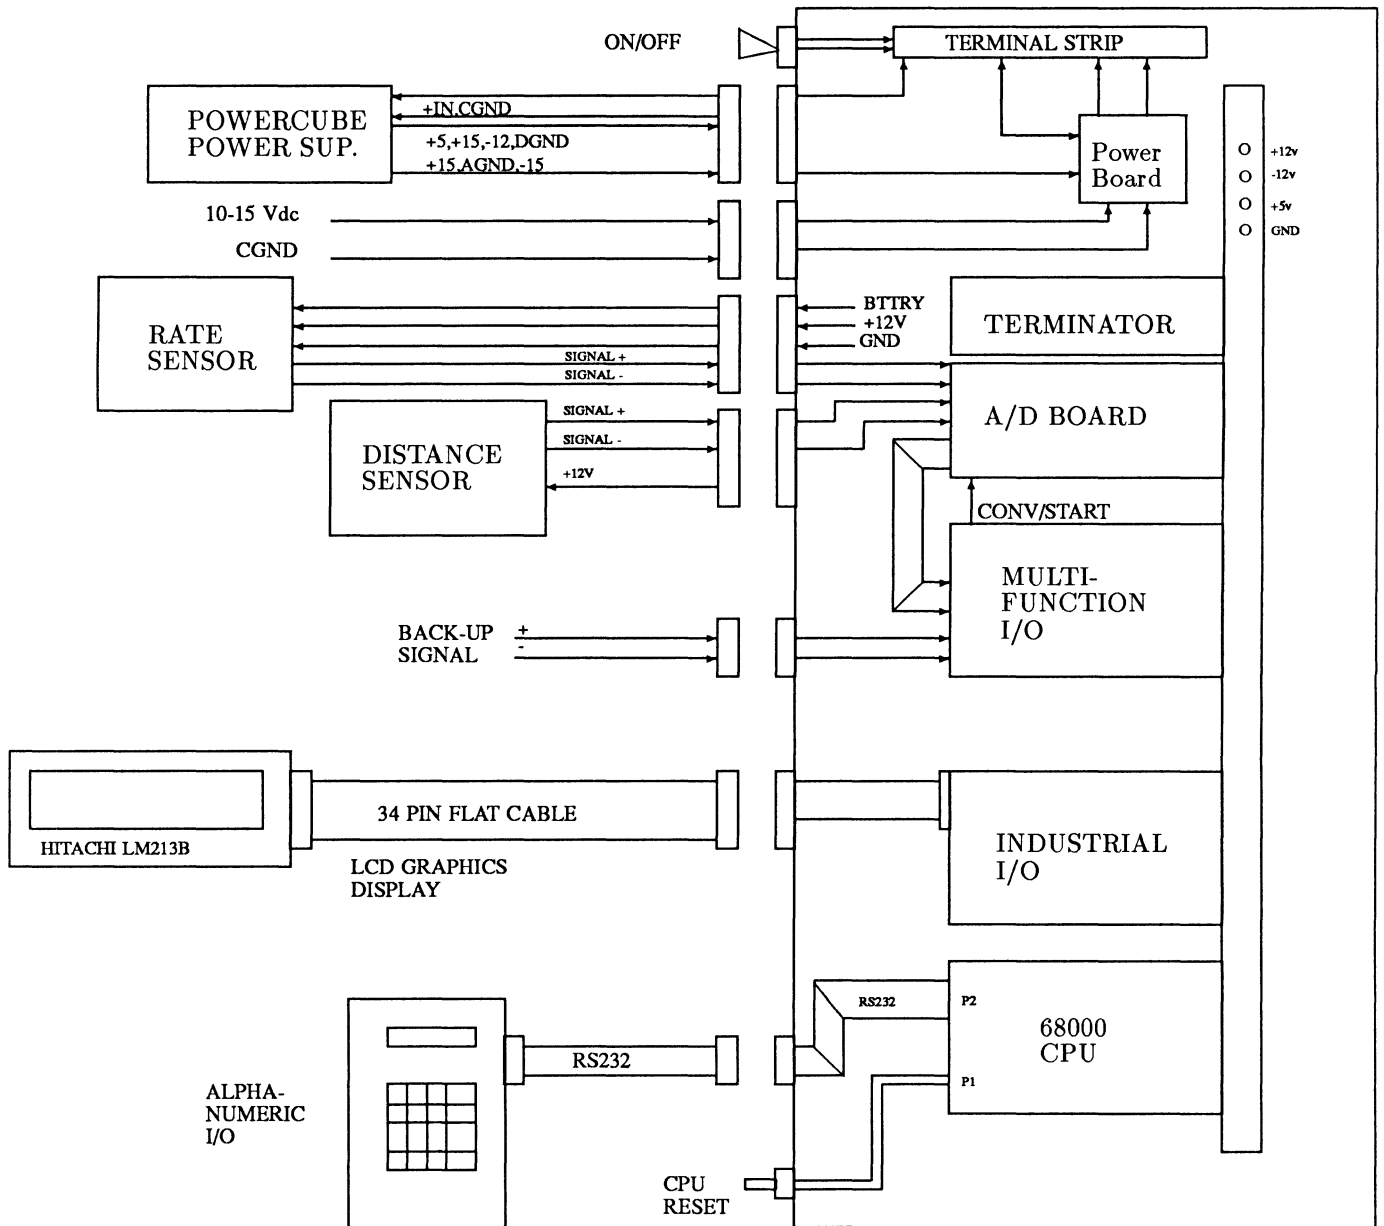 ON/OFF
TERMINAL STRIP
POWERCUBE
POWER SUP.
+IN.CGND
+5,+15,-12,DGND
+15,AGND,-15
Power
Board
O +12v
O -12v
O +5v
O GND
10-15 Vdc
CGND
RATE
SENSOR
SIGNAL +
SIGNAL -
BTTRY
+12V
GND
TERMINATOR
A/D BOARD
DISTANCE
SENSOR
SIGNAL +
SIGNAL -
+12V
CONV/START
MULTI-
FUNCTION
I/O
BACK-UP +
SIGNAL -
HITACHI LM213B
34 PIN FLAT CABLE
LCD GRAPHICS
DISPLAY
INDUSTRIAL
I/O
RS232
P2
68000
CPU
P1
RS232
ALPHA-
NUMERIC
I/O
CPU
RESET